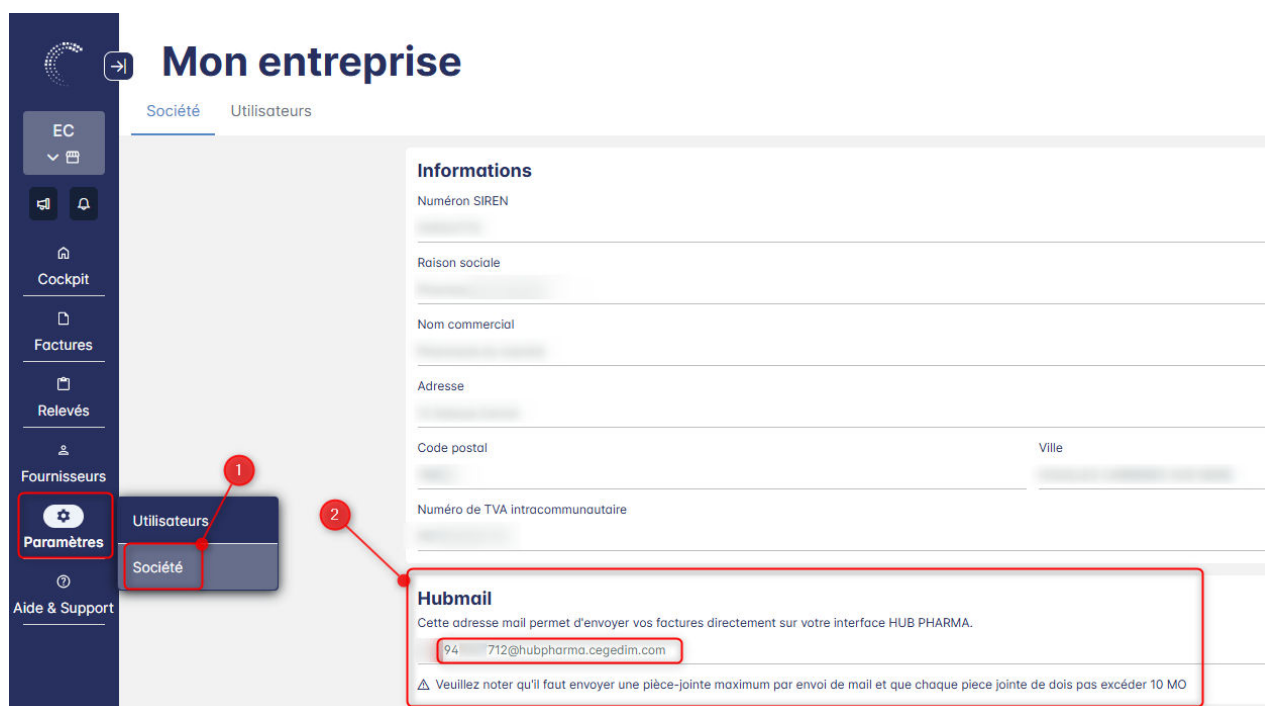 Mon entreprise
Société Utilisateurs
EC
Informations
Numéron SIREN
Raison sociale
Nom commercial
Adresse
Code postal Ville
Numéro de TVA intracommunautaire
Cockpit
Factures
Relevés
Fournisseurs
Paramètres
Aide & Support
1
Utilisateurs
Société
2
Hubmail
Cette adresse mail permet d'envoyer vos factures directement sur votre interface HUB PHARMA.
94 712@hubpharma.cegedim.com
⚠ Veuillez noter qu'il faut envoyer une pièce-jointe maximum par envoi de mail et que chaque piece jointe de dois pas excéder 10 MO